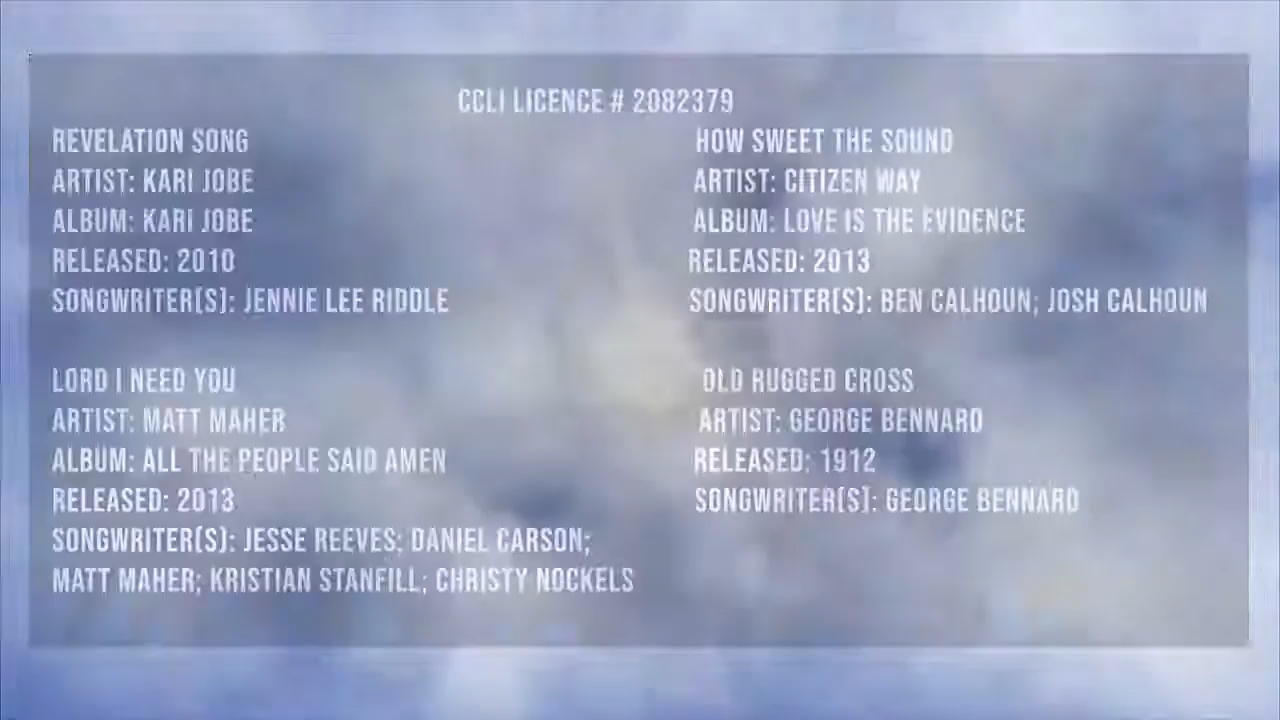 CCLI LICENCE # 2082379
REVELATION SONG
ARTIST: KARI JOBE
ALBUM: KARI JOBE
RELEASED: 2010
SONGWRITER(S): JENNIE LEE RIDDLE
LORD I NEED YOU
ARTIST: MATT MAHER
ALBUM: ALL THE PEOPLE SAID AMEN
RELEASED: 2013
SONGWRITER(S): JESSE REEVES; DANIEL CARSON;
MATT MAHER; KRISTIAN STANFILL; CHRISTY NOCKELS
HOW SWEET THE SOUND
ARTIST: CITIZEN WAY
ALBUM: LOVE IS THE EVIDENCE
RELEASED: 2013
SONGWRITER(S): BEN CALHOUN; JOSH CALHOUN
OLD RUGGED CROSS
ARTIST: GEORGE BENNARD
RELEASED: 1912
SONGWRITER(S): GEORGE BENNARD